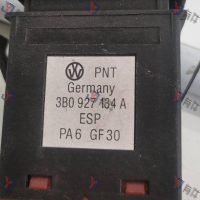 PNT
Germany
3B0 927 134 A
ESP
PA6 GF30